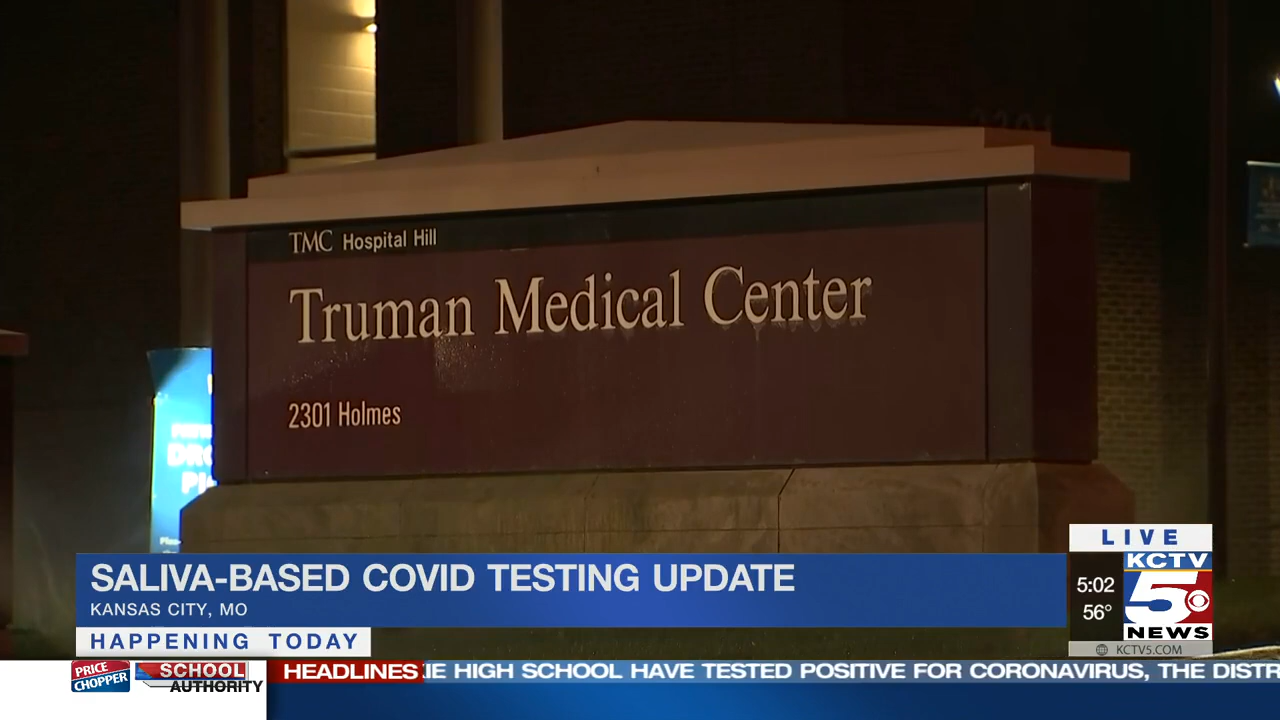 TMC Hospital Hill
Truman Medical Center
2301 Holmes
LIVE
KCTV
5
NEWS
5:02
56°
KCTV5.COM
SALIVA-BASED COVID TESTING UPDATE
KANSAS CITY, MO
HAPPENING TODAY
PRICE CHOPPER
SCHOOL
AUTHORITY
HEADLINES
IE HIGH SCHOOL HAVE TESTED POSITIVE FOR CORONAVIRUS, THE DISTR